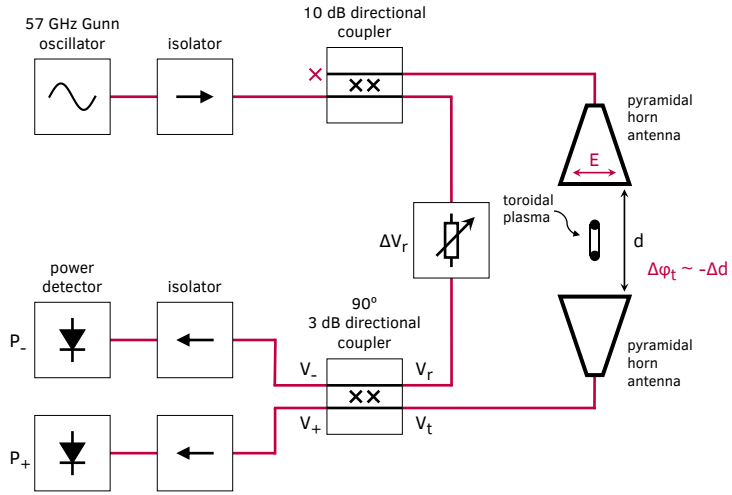 57 GHz Gunn
oscillator
isolator
10 dB directional
coupler
pyramidal
horn
antenna
E
toroidal
plasma
d
Δφt ~ -Δd
ΔVr
power
detector
isolator
90º
3 dB directional
coupler
P-
V-
Vr
pyramidal
horn
antenna
P+
V+
Vt